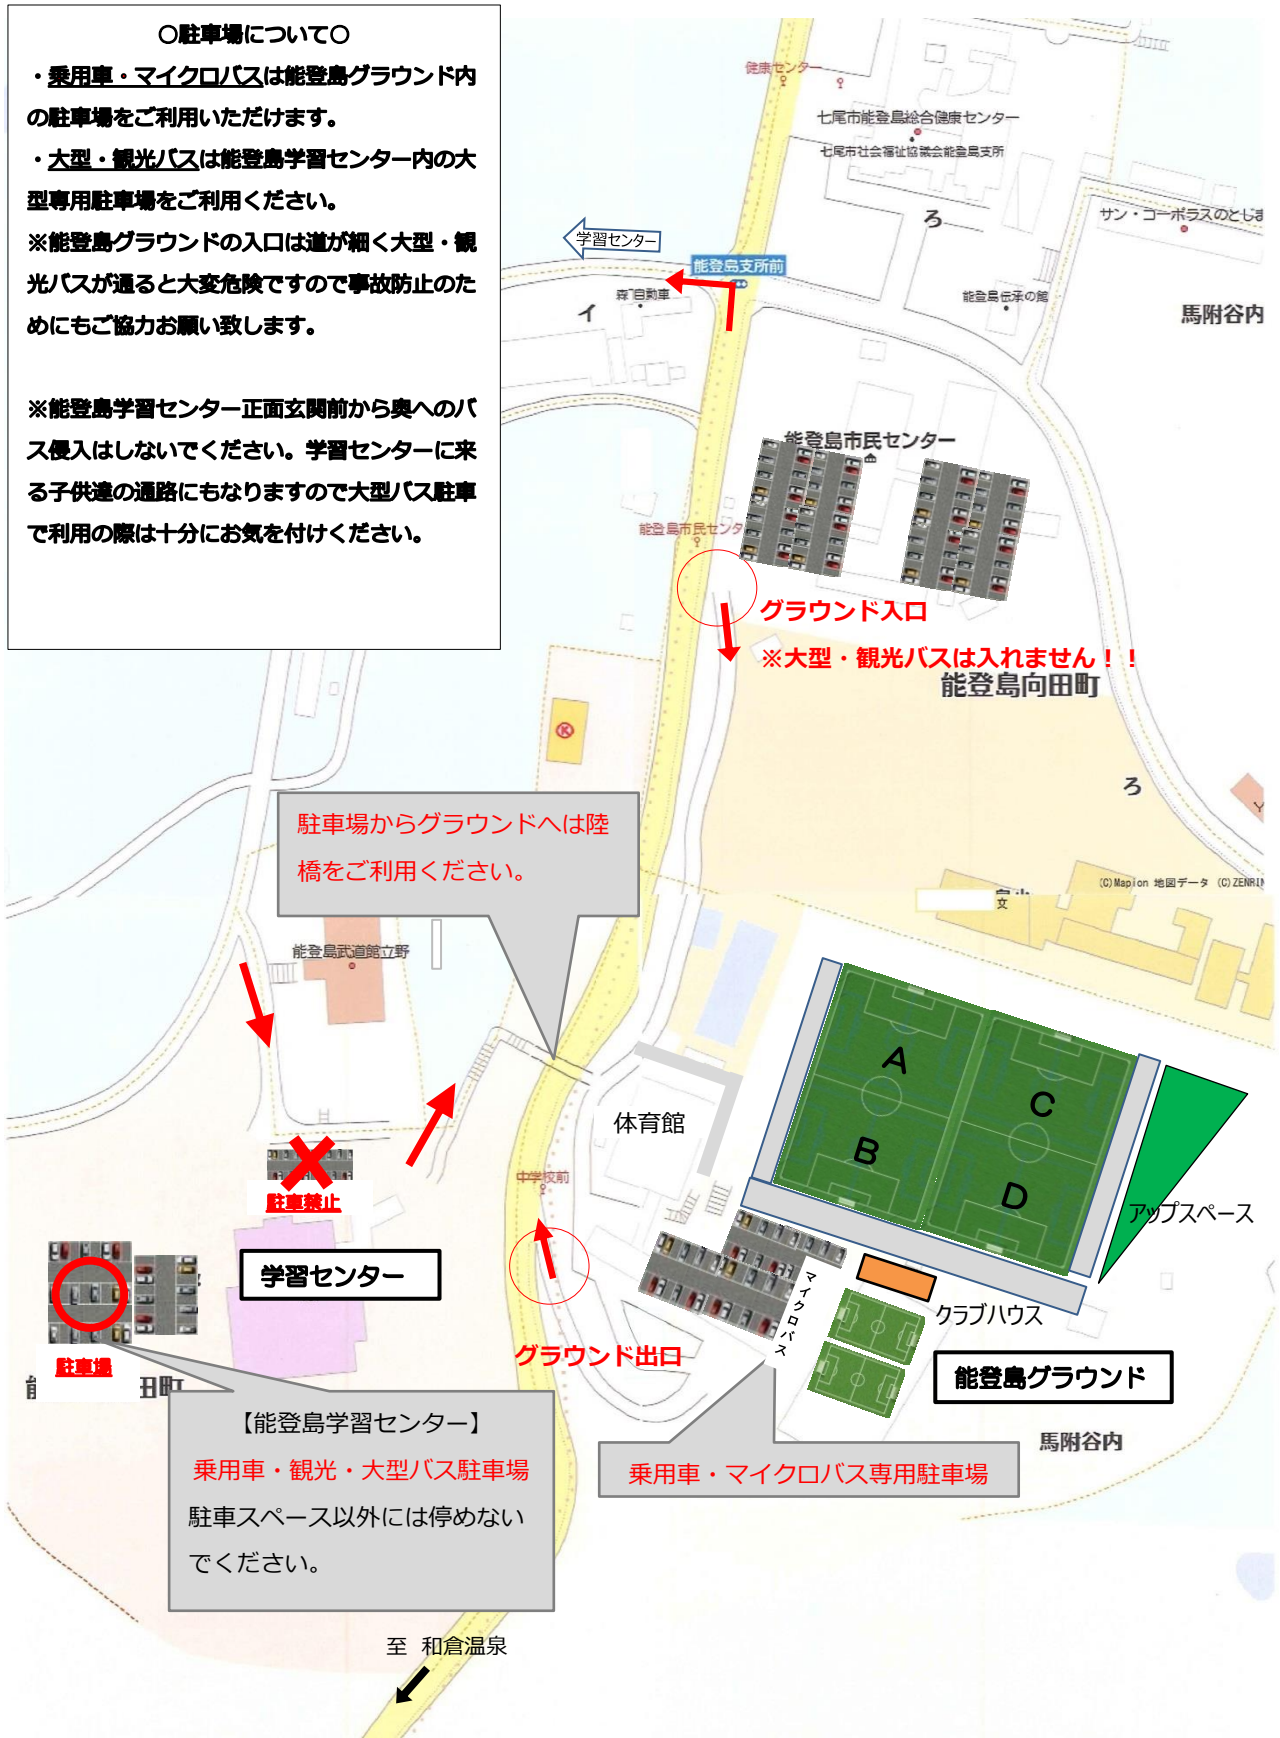 ○駐車場について○
・乗用車・マイクロバスは能登島グラウンド内
の駐車場をご利用いただけます。
・大型・観光バスは能登島学習センター内の大
型専用駐車場をご利用ください。
※能登島グラウンドの入口は道が細く大型・観
光バスが通ると大変危険ですので事故防止のた
めにもご協力お願い致します。
※能登島学習センター正面玄関前から奥へのバ
ス侵入はしないでください。学習センターに来
る子供達の通路にもなりますので大型バス駐車
で利用の際は十分にお気を付けください。
健康センター
七尾市能登島総合健康センター
七尾市社会福祉協議会能登島支所
ろ
サン・コーポラスのとじま
学習センター
能登島支所前
森自動車
イ
能登島伝承の館
馬附谷内
能登島市民センター
能登島市民センタ
グラウンド入口
※大型・観光バスは入れません！！
能登島向田町
K
ろ
駐車場からグラウンドへは陸
橋をご利用ください。
(C)Mapion 地図データ (C)ZENRIN
文
能登島武道館立野
A
C
体育館
B
D
中学校前
駐車禁止
アップスペース
学習センター
マイクロバス
クラブハウス
グラウンド出口
駐車場
田町
能登島グラウンド
【能登島学習センター】
乗用車・観光・大型バス駐車場
駐車スペース以外には停めない
でください。
馬附谷内
乗用車・マイクロバス専用駐車場
至 和倉温泉